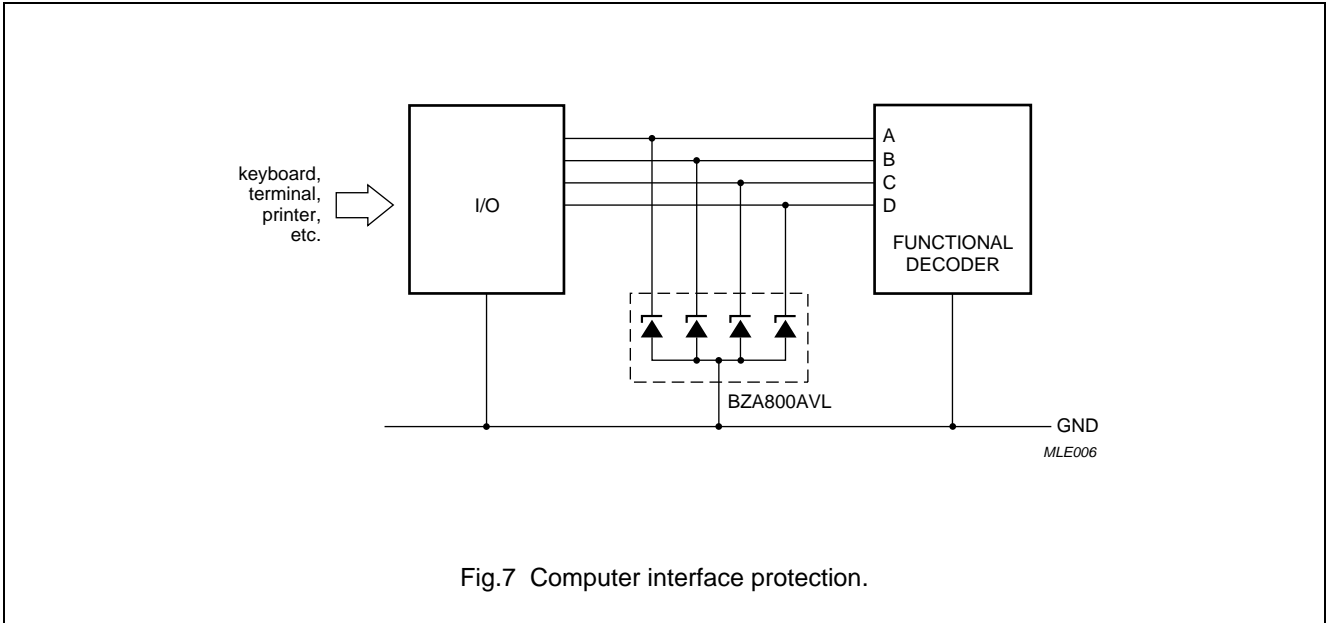 keyboard,
terminal,
printer,
etc.
I/O
A
B
C
D
FUNCTIONAL
DECODER
BZA800AVL
GND
MLE006
Fig.7 Computer interface protection.